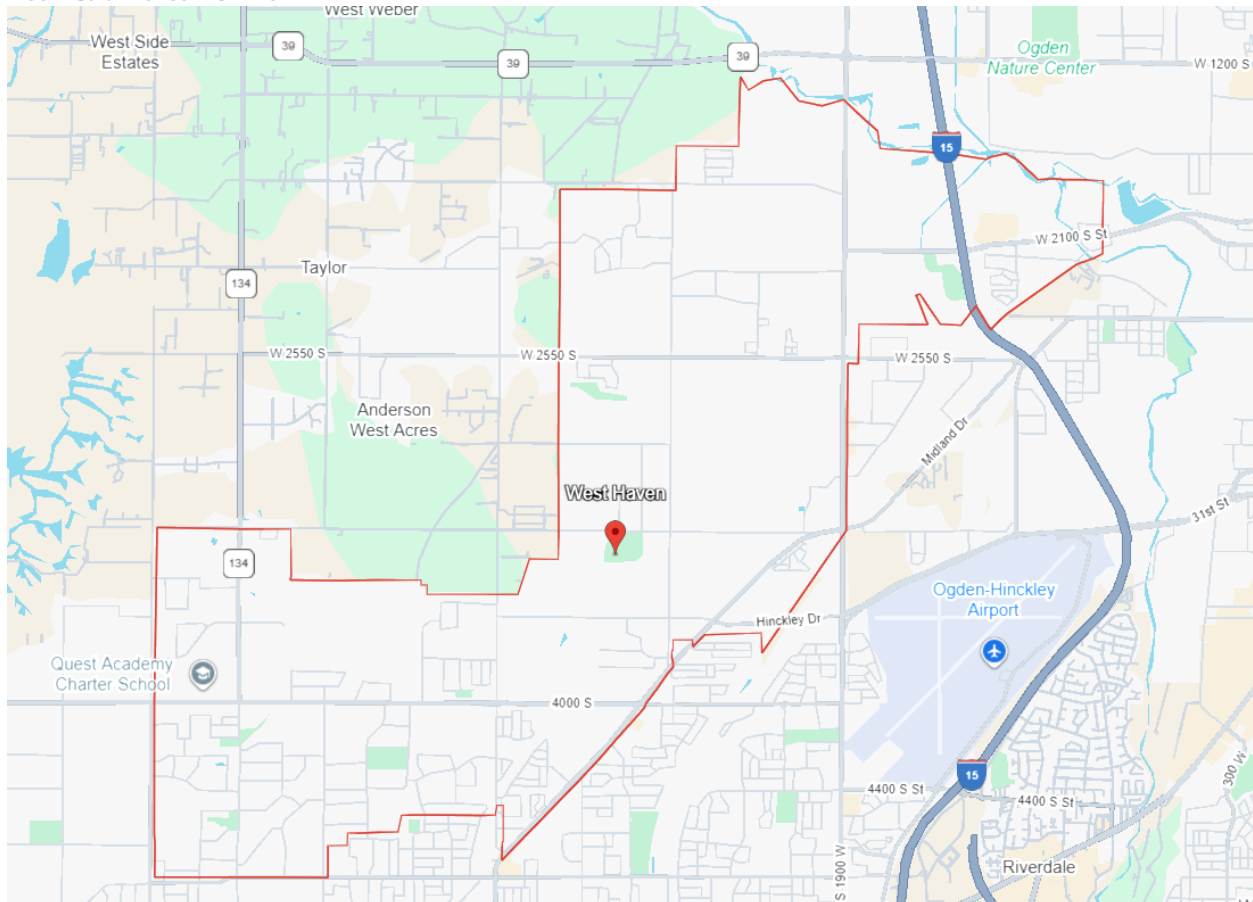 West Weber
West Side
Estates
39
39
39
Ogden
Nature Center
W 1200 S
15
W 2100 S St
Taylor
134
W 2550 S
W 2550 S
W 2550 S
Anderson
West Acres
Midland Dr
West Haven
31st St
134
Ogden-Hinckley
Airport
Hinckley Dr
Quest Academy
Charter School
4000 S
15
4400 S St
4400 S St
300 W
Riverdale
S 1900 W